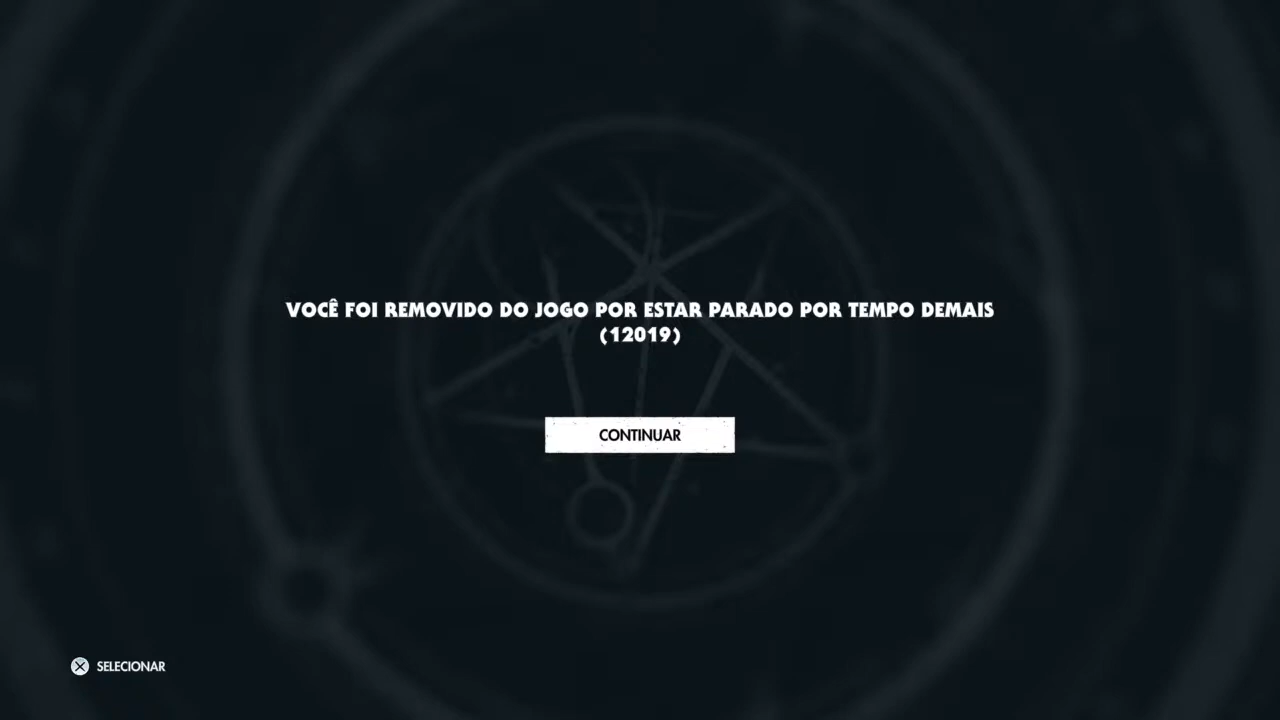 VOCÊ FOI REMOVIDO DO JOGO POR ESTAR PARADO POR TEMPO DEMAIS
(12019)
CONTINUAR
SELECIONAR